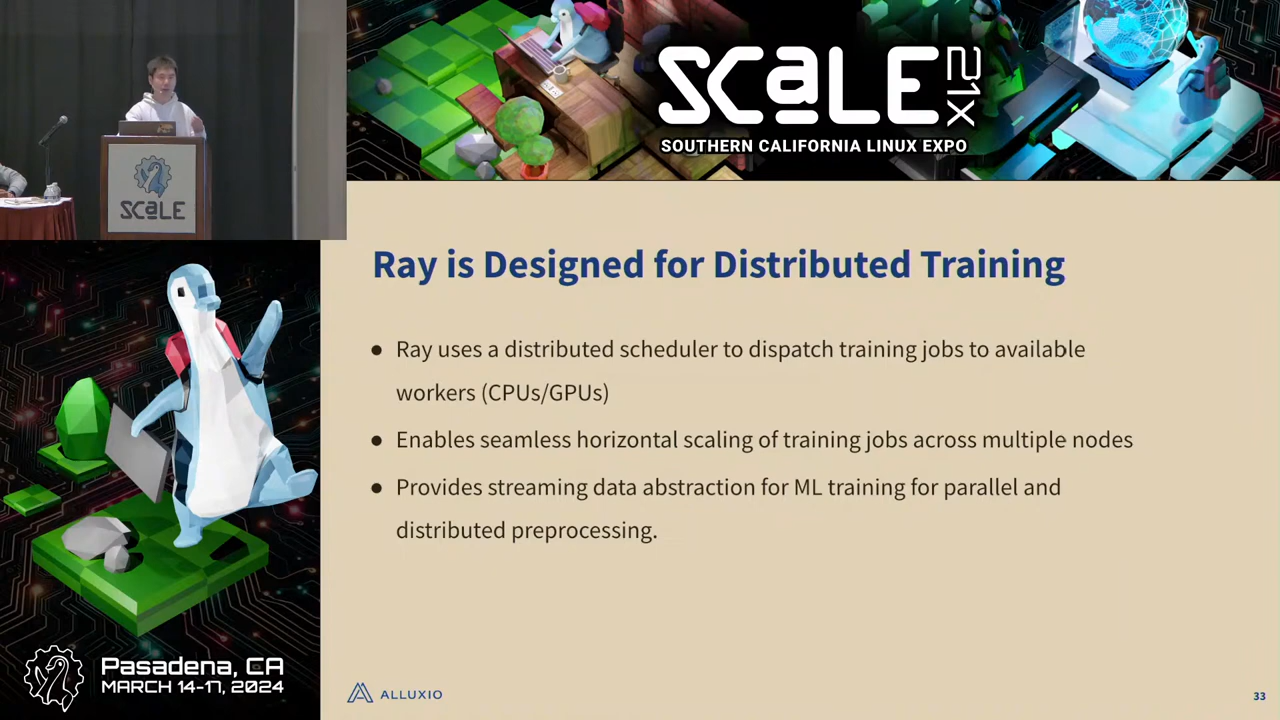 SCaLE 21X
SOUTHERN CALIFORNIA LINUX EXPO
SCaLE
Ray is Designed for Distributed Training
● Ray uses a distributed scheduler to dispatch training jobs to available
workers (CPUs/GPUs)
● Enables seamless horizontal scaling of training jobs across multiple nodes
● Provides streaming data abstraction for ML training for parallel and
distributed preprocessing.
Pasadena, CA
MARCH 14-17, 2024
ALLUXIO
33